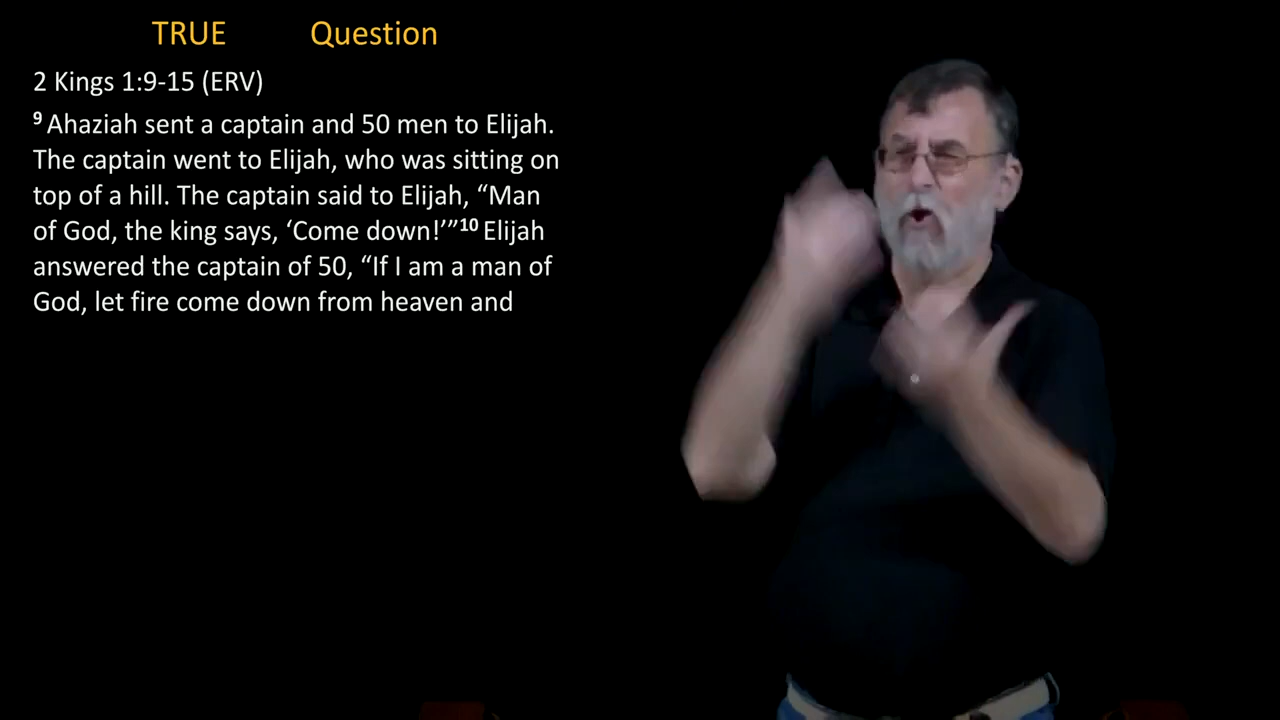 TRUE Question
2 Kings 1:9-15 (ERV)
9 Ahaziah sent a captain and 50 men to Elijah.
The captain went to Elijah, who was sitting on
top of a hill. The captain said to Elijah, “Man
of God, the king says, ‘Come down!’”10 Elijah
answered the captain of 50, “If I am a man of
God, let fire come down from heaven and